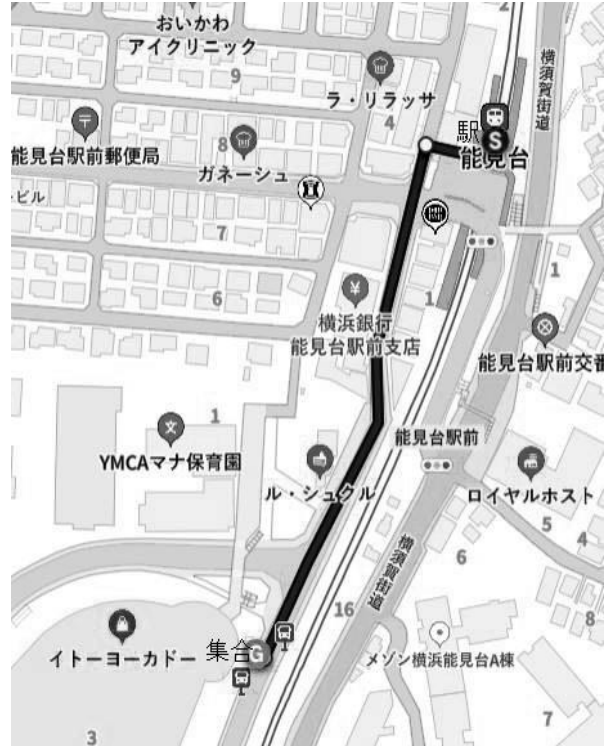 おいかわ
アイクリニック
2
横須賀街道
9
ラ・リラッサ
4
駅
S
能見台
〒
能見台駅前郵便局
8
ガネーシュ
ービル
7
6
1
1
¥
横浜銀行
能見台駅前支店
能見台駅前交番
文
1
YMCAマナ保育園
能見台駅前
ル・シュクル
ロイヤルホスト
5
4
横須賀街道
6
16
8
集合
G
イトーヨーカドー
メゾン横浜能見台A棟
7
3